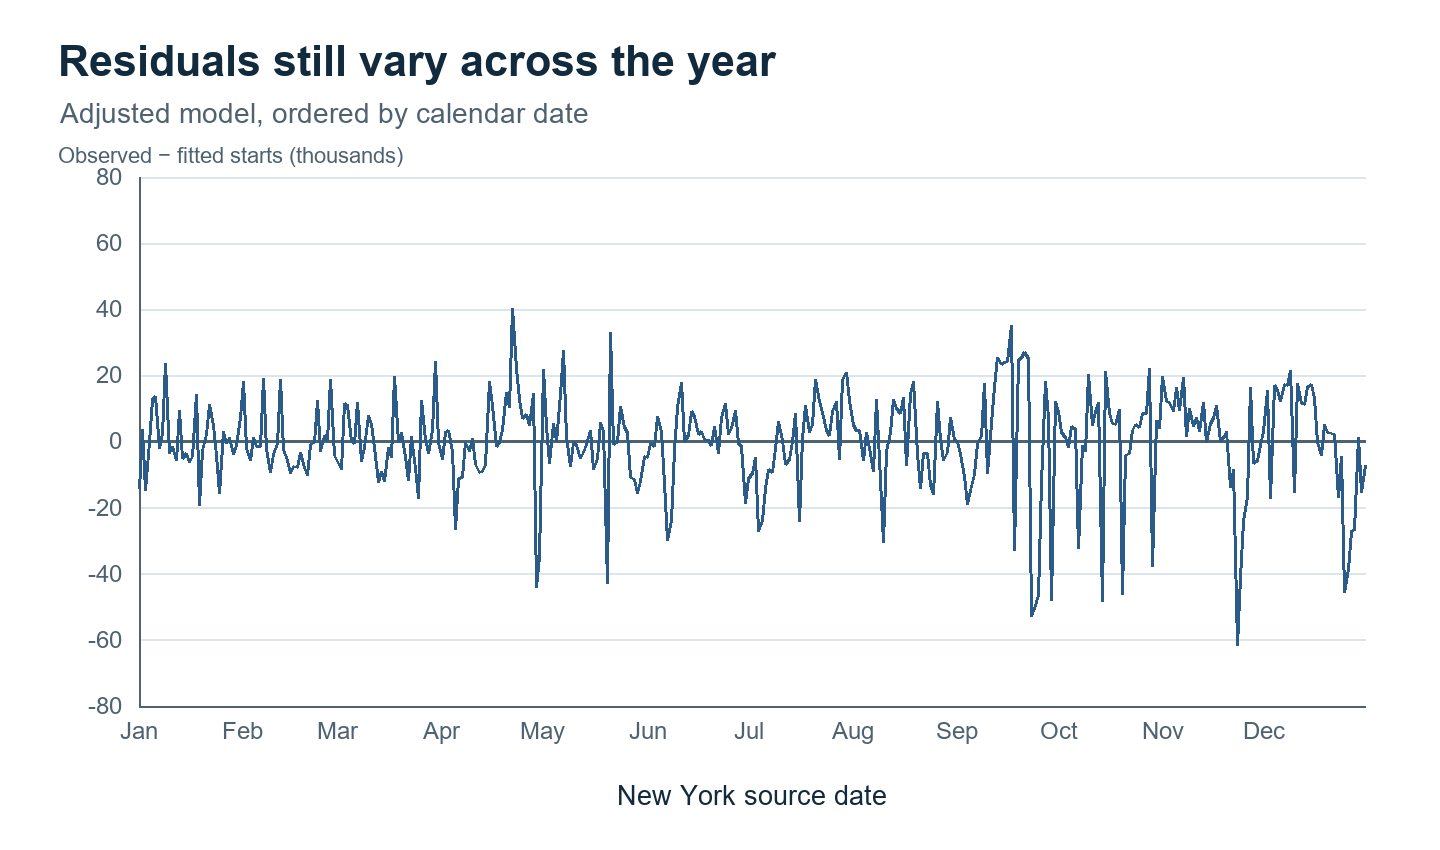 Residuals still vary across the year
Adjusted model, ordered by calendar date
Observed − fitted starts (thousands)
80
60
40
20
0
-20
-40
-60
-80
Jan Feb Mar Apr May Jun Jul Aug Sep Oct Nov Dec
New York source date